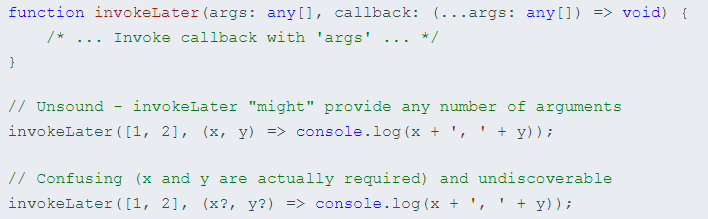 function invokeLater(args: any[], callback: (...args: any[]) => void) {
    /* ... Invoke callback with 'args' ... */
}

// Unsound - invokeLater "might" provide any number of arguments
invokeLater([1, 2], (x, y) => console.log(x + ', ' + y));

// Confusing (x and y are actually required) and undiscoverable
invokeLater([1, 2], (x?, y?) => console.log(x + ', ' + y));